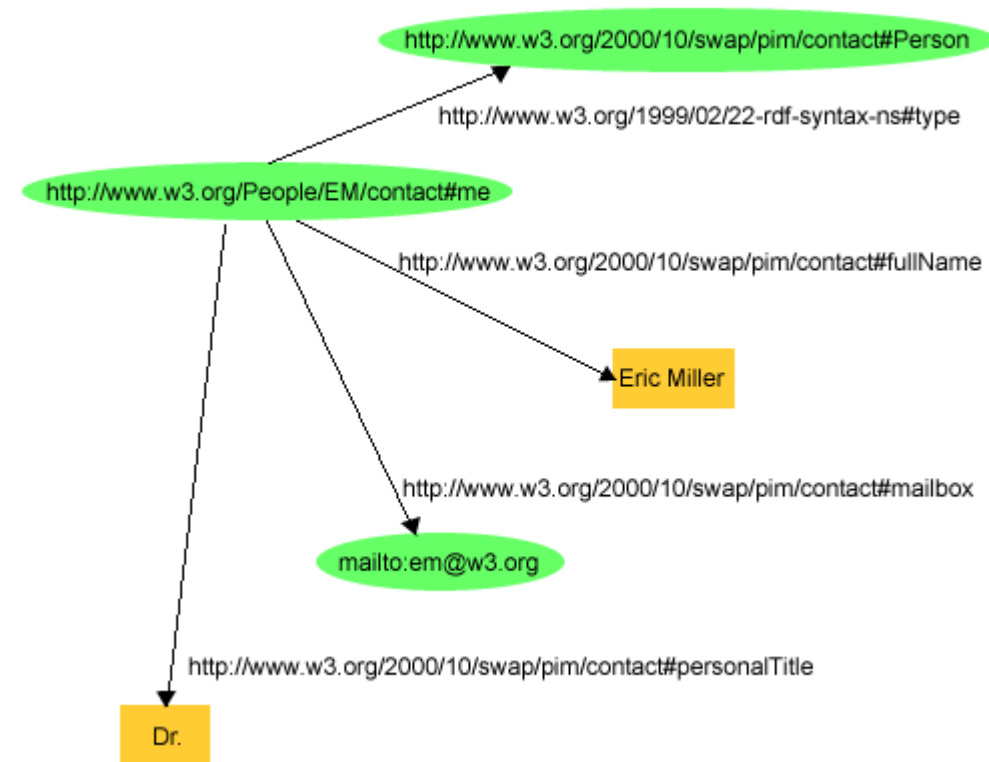 http://www.w3.org/2000/10/swap/pim/contact#Person
http://www.w3.org/1999/02/22-rdf-syntax-ns#type
http://www.w3.org/People/EM/contact#me
http://www.w3.org/2000/10/swap/pim/contact#fullName
Eric Miller
http://www.w3.org/2000/10/swap/pim/contact#mailbox
mailto:em@w3.org
http://www.w3.org/2000/10/swap/pim/contact#personalTitle
Dr.